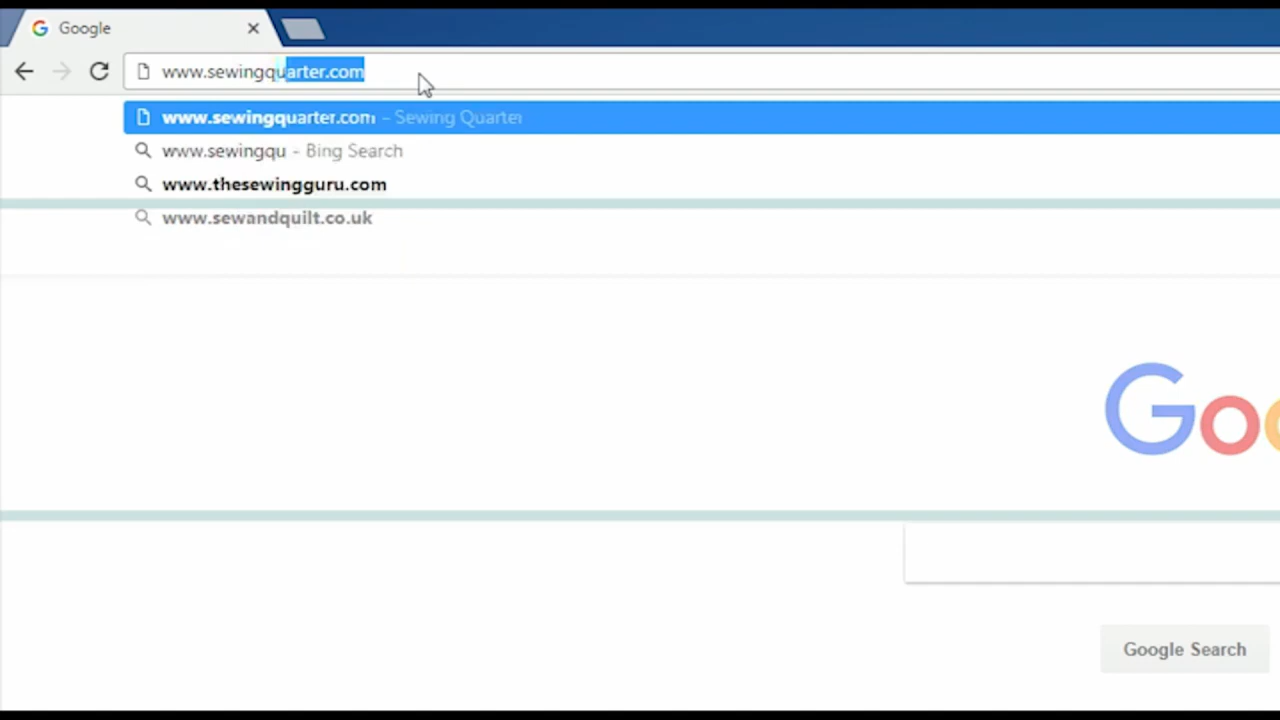 Google
www.sewingquarter.com
www.sewingquarter.com - Sewing Quarter
www.sewingqu - Bing Search
www.thesewingguru.com
www.sewandquilt.co.uk
Google Search